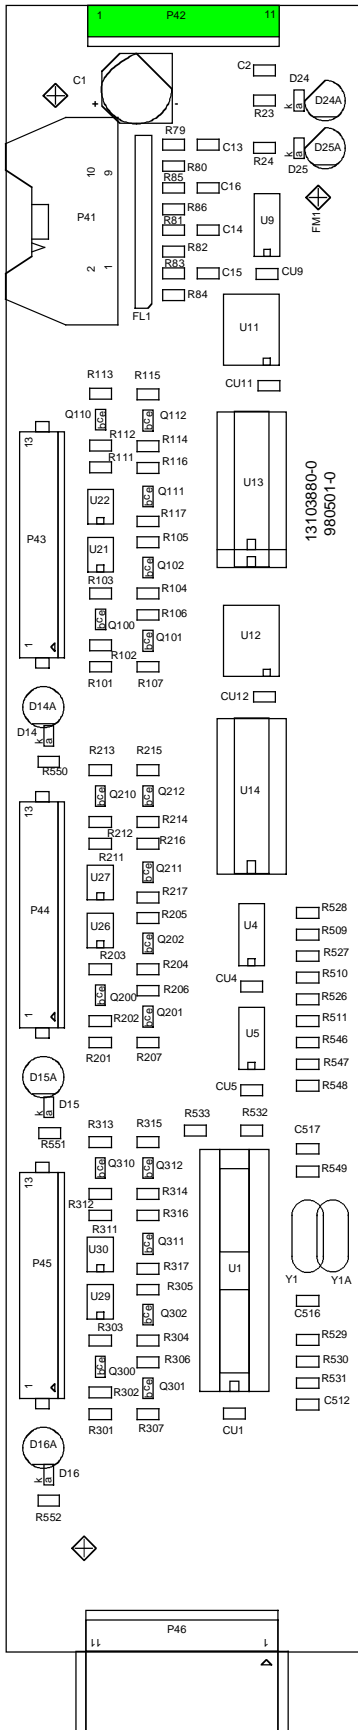 1 P42 11
C1
C2
D24
k a
D24A
R23
R79
C13
R24
k a
D25A
D25
R80
R85
C16
10 9
P41
R86
R81
C14
U9
FM1
R82
R83
C15
CU9
2 1
R84
FL1
U11
CU11
R113 R115
Q110 b c e b c e Q112
R112 R114
R111 R116
13
P43
U22
b c e Q111
R117
U13
13103880-0
980501-0
U21
R105
b c e Q102
R103 R104
R106
Q100 b c e b c e Q101
R102
R101 R107
1
U12
CU12
D14A
D14
k a
R550
R213 R215
b c e Q210 b c e Q212
R214
R212 R216
R211
13
P44
U27
b c e Q211
R217
U14
U26
R205
b c e Q202
R203 R204
R206
Q200 b c e b c e Q201
R202
R201 R207
1
U4
CU4
U5
CU5
R528
R509
R527
R510
R526
R511
R546
R547
R548
D15A
k a
D15
R551
R533 R532
C517
R549
R313 R315
b c e Q310 b c e Q312
R314
R312 R316
R311
13
P45
U30
b c e Q311
R317
U1
Y1 Y1A
U29
R305
b c e Q302
R303 R304
R306
Q300 b c e b c e Q301
R302
R301 R307
1
C516
R529
R530
R531
C512
CU1
D16A
k a
D16
R552
P46
11 1